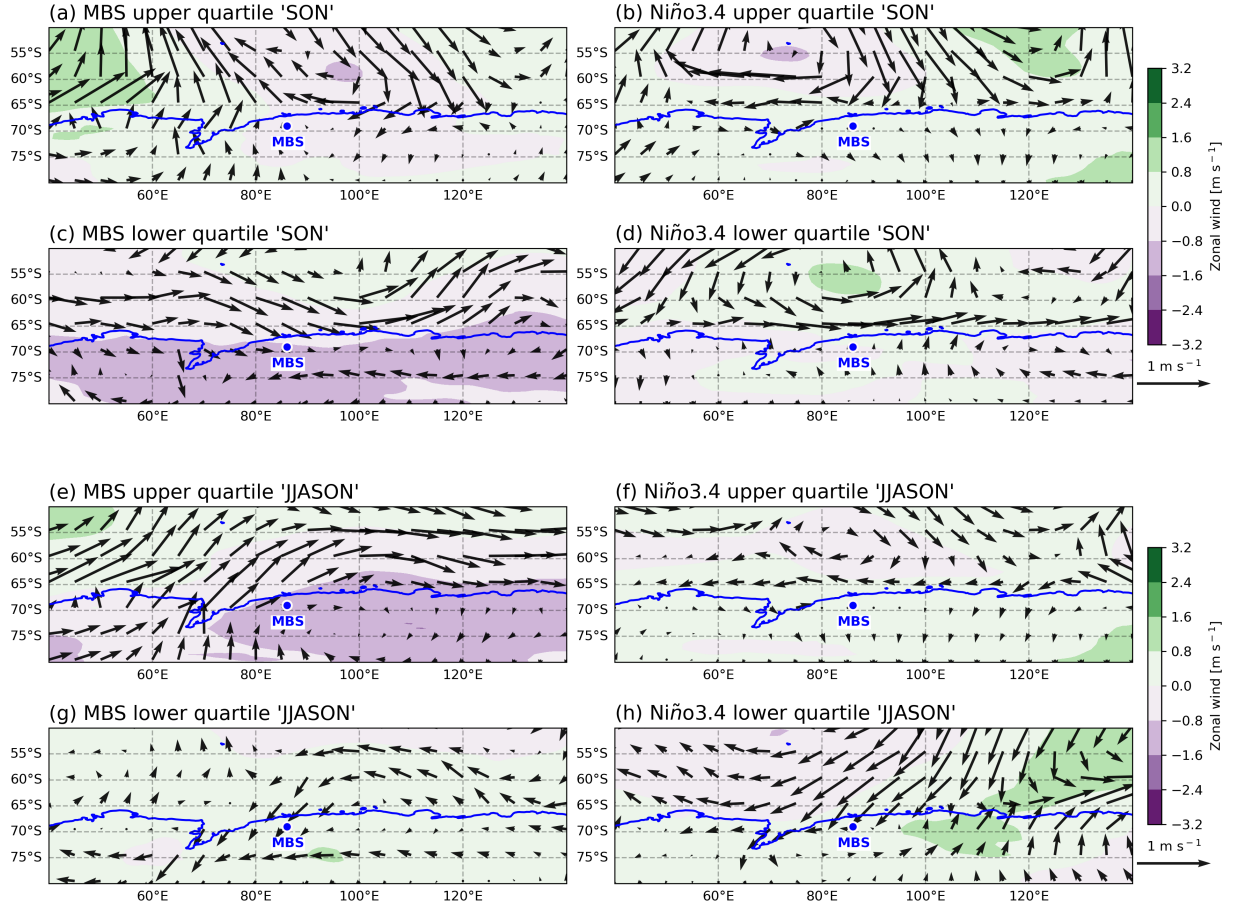 (a) MBS upper quartile 'SON'
(b) Niño3.4 upper quartile 'SON'
55°S
60°S
65°S
70°S
75°S
MBS
60°E 80°E 100°E 120°E
55°S
60°S
65°S
70°S
75°S
MBS
60°E 80°E 100°E 120°E
(c) MBS lower quartile 'SON'
(d) Niño3.4 lower quartile 'SON'
55°S
60°S
65°S
70°S
75°S
MBS
60°E 80°E 100°E 120°E
55°S
60°S
65°S
70°S
75°S
MBS
60°E 80°E 100°E 120°E
3.2
2.4
1.6
0.8
0.0
−0.8
−1.6
−2.4
−3.2
Zonal wind [m s⁻¹]
1 m s⁻¹
(e) MBS upper quartile 'JJASON'
(f) Niño3.4 upper quartile 'JJASON'
55°S
60°S
65°S
70°S
75°S
MBS
60°E 80°E 100°E 120°E
55°S
60°S
65°S
70°S
75°S
MBS
60°E 80°E 100°E 120°E
(g) MBS lower quartile 'JJASON'
(h) Niño3.4 lower quartile 'JJASON'
55°S
60°S
65°S
70°S
75°S
MBS
60°E 80°E 100°E 120°E
55°S
60°S
65°S
70°S
75°S
MBS
60°E 80°E 100°E 120°E
3.2
2.4
1.6
0.8
0.0
−0.8
−1.6
−2.4
−3.2
Zonal wind [m s⁻¹]
1 m s⁻¹